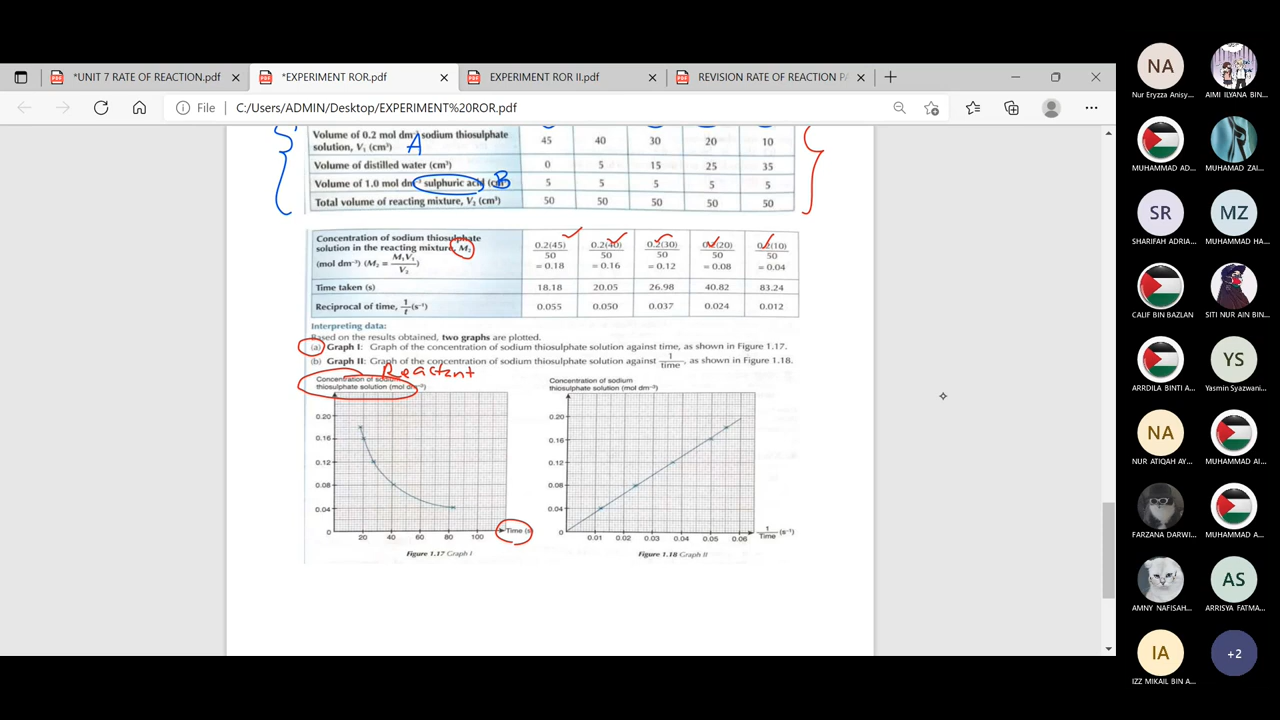 *UNIT 7 RATE OF REACTION.pdf
*EXPERIMENT ROR.pdf
EXPERIMENT ROR II.pdf
REVISION RATE OF REACTION PA
File
C:/Users/ADMIN/Desktop/EXPERIMENT%20ROR.pdf
Volume of 0.2 mol dm⁻³ sodium thiosulphate
solution, V₁ (cm³) A 45 40 30 20 10
Volume of distilled water (cm³) 0 5 15 25 35
Volume of 1.0 mol dm⁻³ sulphuric acid (cm B 5 5 5 5 5
Total volume of reacting mixture, V₂ (cm³) 50 50 50 50 50
Concentration of sodium thiosulphate
solution in the reacting mixture, M₂
(mol dm⁻³) (M₂ = M₁V₁/V₂)
0.2(45)/50 0.2(40)/50 0.2(30)/50 0.2(20)/50 0.2(10)/50
= 0.18 = 0.16 = 0.12 = 0.08 = 0.04
Time taken (s) 18.18 20.05 26.98 40.82 83.24
Reciprocal of time, 1/t (s⁻¹) 0.055 0.050 0.037 0.024 0.012
Interpreting data:
Based on the results obtained, two graphs are plotted.
(a) Graph I: Graph of the concentration of sodium thiosulphate solution against time, as shown in Figure 1.17.
(b) Graph II: Graph of the concentration of sodium thiosulphate solution against 1/time, as shown in Figure 1.18.
Reactant
Concentration of sodium
thiosulphate solution (mol dm⁻³)
0.20
0.16
0.12
0.08
0.04
0
20 40 60 80 100
Time (s
Figure 1.17 Graph I
Concentration of sodium
thiosulphate solution (mol dm⁻³)
0.20
0.16
0.12
0.08
0.04
0
0.01 0.02 0.03 0.04 0.05 0.06
1/Time (s⁻¹)
Figure 1.18 Graph II
NA
Nur Eryzza Anisy...
AIMI ILYANA BIN...
MUHAMMAD AD...
MUHAMMAD ZAI...
SR
SHARIFAH ADRIA...
MZ
MUHAMMAD HA...
CALIF BIN BAZLAN
SITI NUR AIN BIN...
ARRDILA BINTI A...
YS
Yasmin Syazwani...
NA
NUR ATIQAH AY...
MUHAMMAD AI...
FARZANA DARWI...
MUHAMMAD A...
AMNY NAFISAH...
AS
ARRISYA FATMA...
IA
IZZ MIKAIL BIN A...
+2